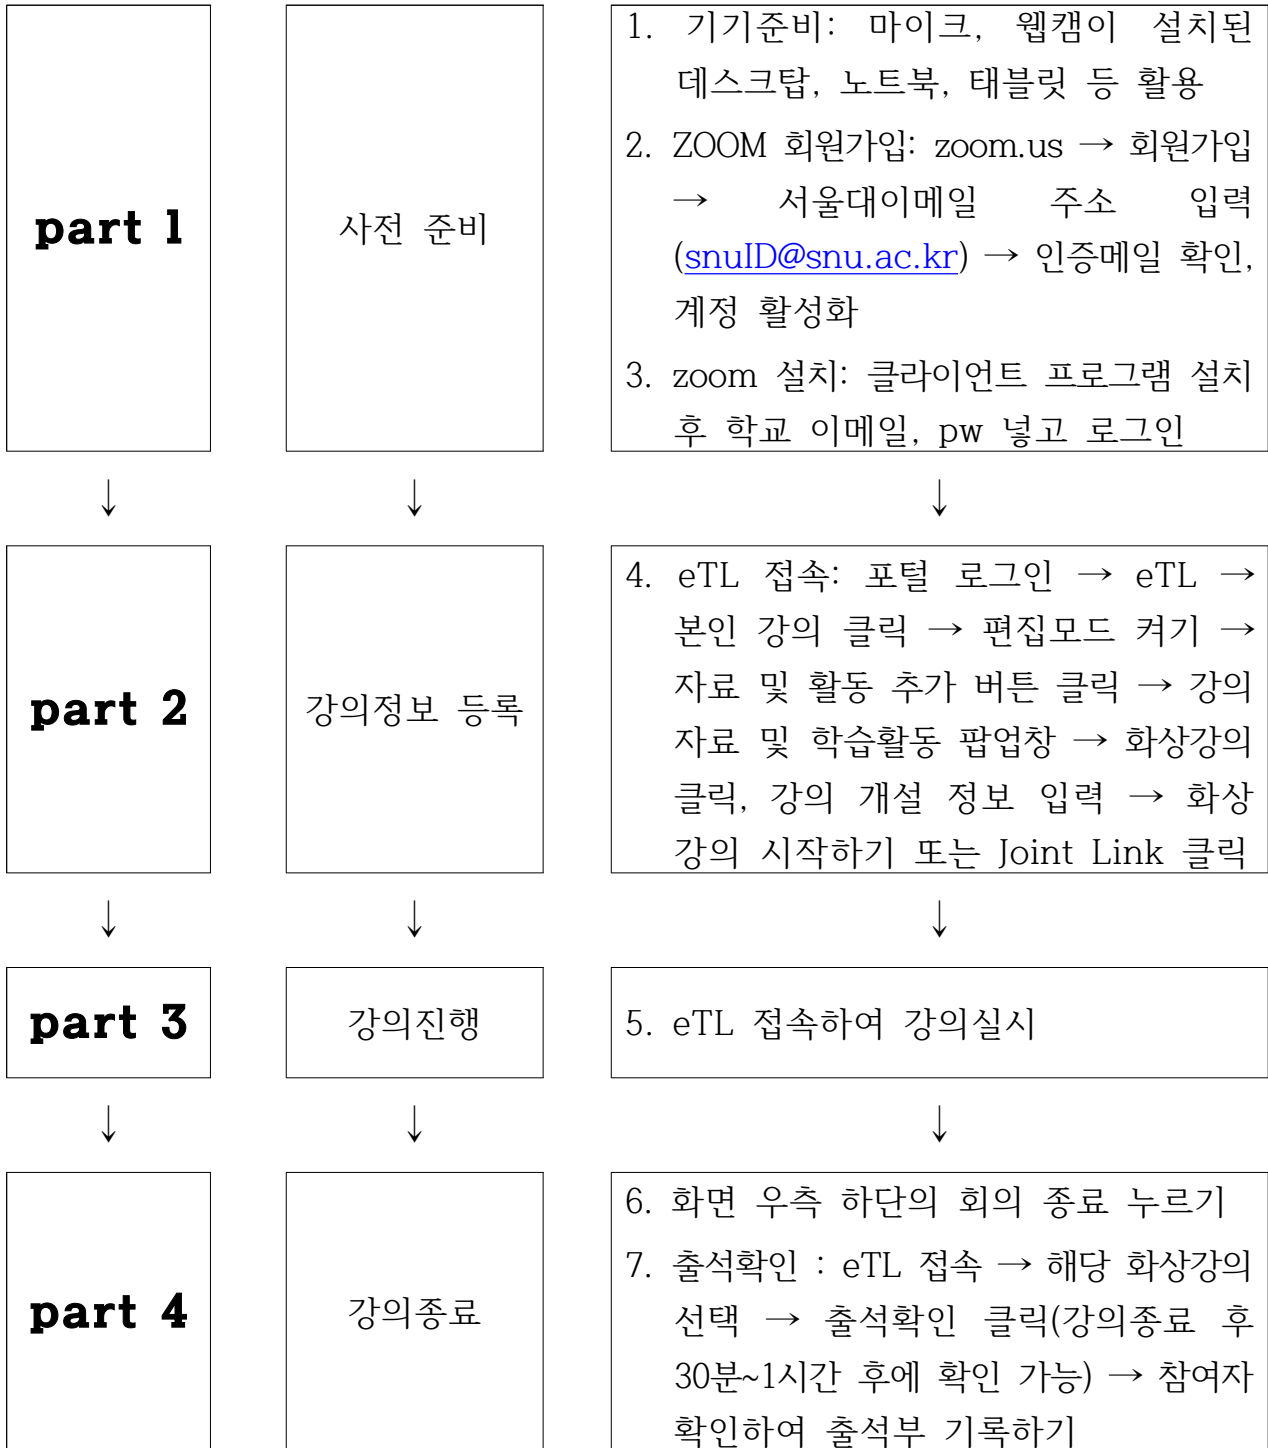 part 1
사전 준비
1. 기기준비: 마이크, 웹캠이 설치된
데스크탑, 노트북, 태블릿 등 활용
2. ZOOM 회원가입: zoom.us → 회원가입
→ 서울대이메일 주소 입력
(snuID@snu.ac.kr) → 인증메일 확인,
계정 활성화
3. zoom 설치: 클라이언트 프로그램 설치
후 학교 이메일, pw 넣고 로그인
↓ ↓ ↓
part 2
강의정보 등록
4. eTL 접속: 포털 로그인 → eTL →
본인 강의 클릭 → 편집모드 켜기 →
자료 및 활동 추가 버튼 클릭 → 강의
자료 및 학습활동 팝업창 → 화상강의
클릭, 강의 개설 정보 입력 → 화상
강의 시작하기 또는 Joint Link 클릭
↓ ↓ ↓
part 3
강의진행
5. eTL 접속하여 강의실시
↓ ↓ ↓
part 4
강의종료
6. 화면 우측 하단의 회의 종료 누르기
7. 출석확인 : eTL 접속 → 해당 화상강의
선택 → 출석확인 클릭(강의종료 후
30분~1시간 후에 확인 가능) → 참여자
확인하여 출석부 기록하기